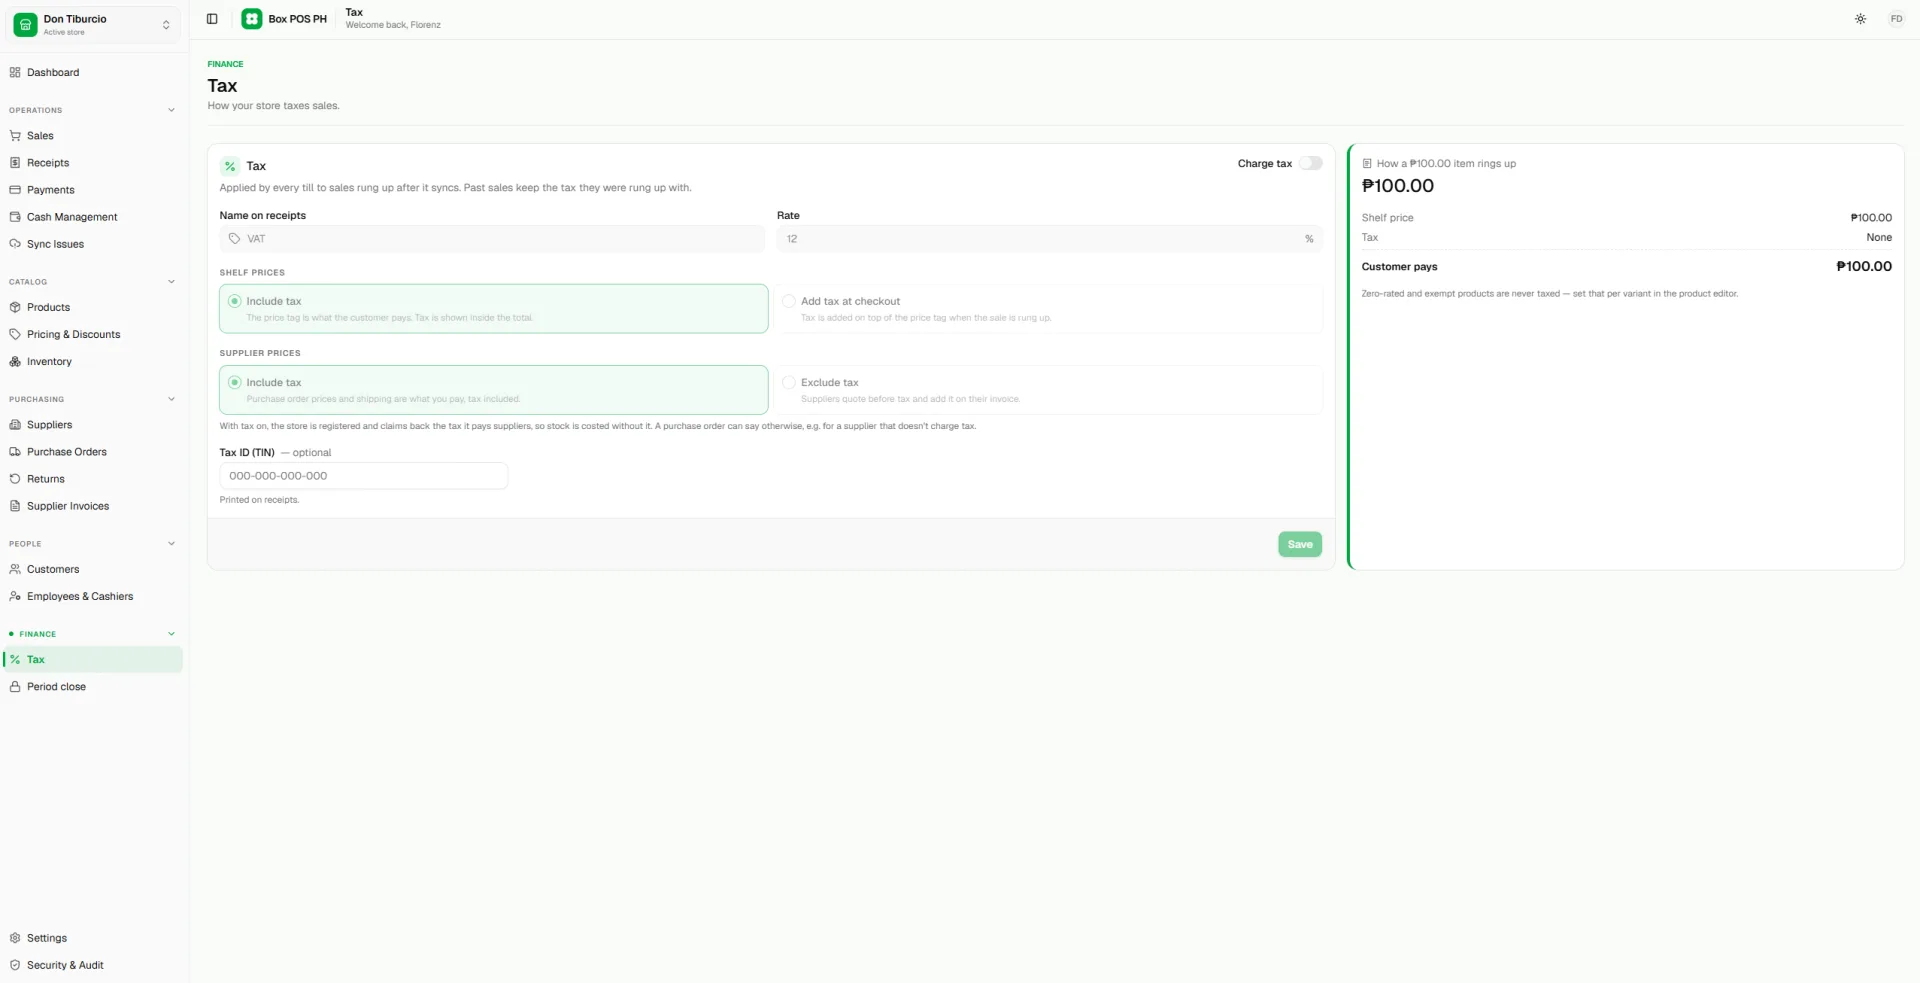 Don Tiburcio
Active store
Dashboard
OPERATIONS
Sales
Receipts
Payments
Cash Management
Sync Issues
CATALOG
Products
Pricing & Discounts
Inventory
PURCHASING
Suppliers
Purchase Orders
Returns
Supplier Invoices
PEOPLE
Customers
Employees & Cashiers
FINANCE
Tax
Period close
Settings
Security & Audit
Box POS PH
Tax
Welcome back, Florenz
FD
FINANCE
Tax
How your store taxes sales.
Tax
Charge tax
Applied by every till to sales rung up after it syncs. Past sales keep the tax they were rung up with.
Name on receipts
VAT
Rate
12 %
SHELF PRICES
Include tax
The price tag is what the customer pays. Tax is shown inside the total.
Add tax at checkout
Tax is added on top of the price tag when the sale is rung up.
SUPPLIER PRICES
Include tax
Purchase order prices and shipping are what you pay, tax included.
Exclude tax
Suppliers quote before tax and add it on their invoice.
With tax on, the store is registered and claims back the tax it pays suppliers, so stock is costed without it. A purchase order can say otherwise, e.g. for a supplier that doesn't charge tax.
Tax ID (TIN) — optional
000-000-000-000
Printed on receipts.
Save
How a ₱100.00 item rings up
₱100.00
Shelf price ₱100.00
Tax None
Customer pays ₱100.00
Zero-rated and exempt products are never taxed — set that per variant in the product editor.